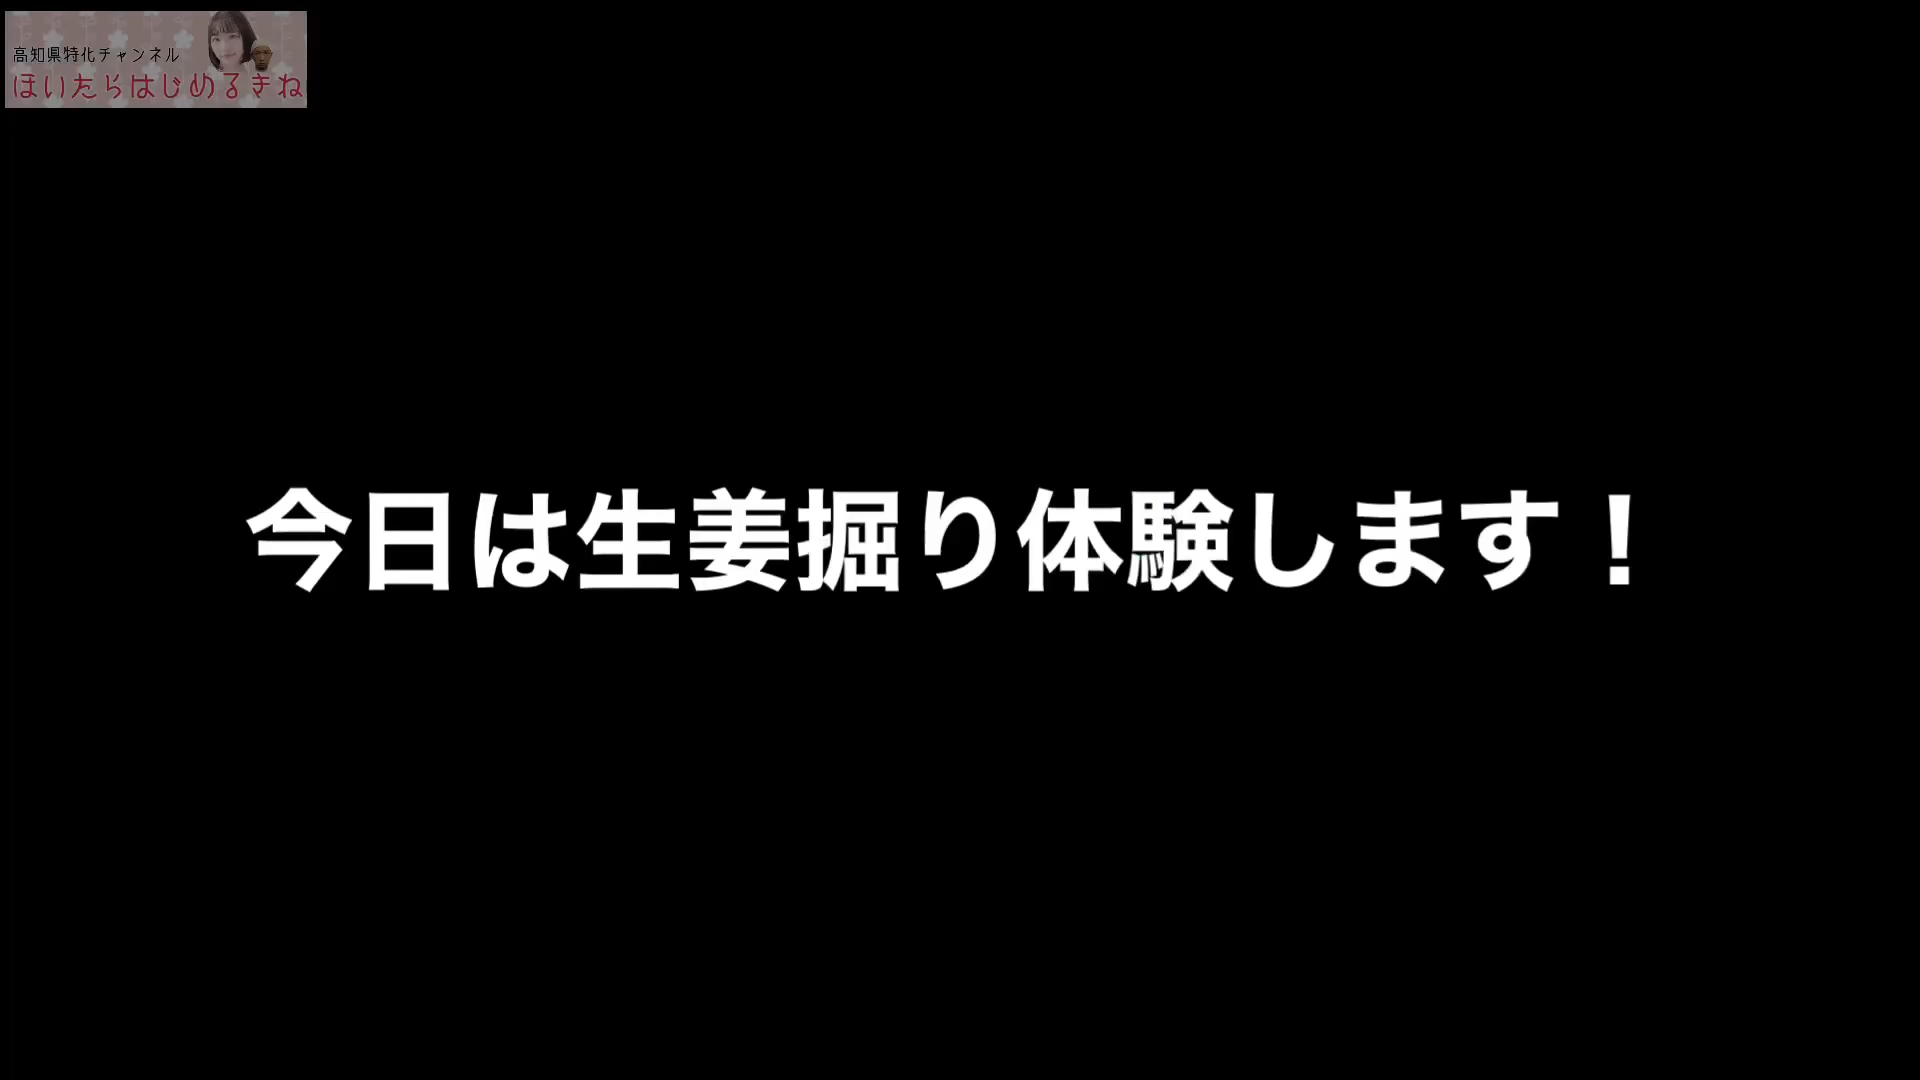 高知県特化チャンネル
ほいたらはじめるきね
今日は生姜掘り体験します！